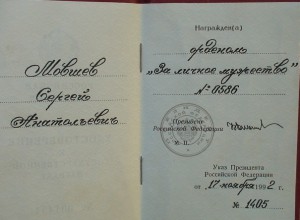 Мовшев
Сергей
Анатольевич
Награжден(а)
орденом
„За личное мужество"
№ 0586
Президент
Российской Федерации
М. П.
Указ Президента
Российской Федерации
от 17 ноября 1992 г.
№ 1405